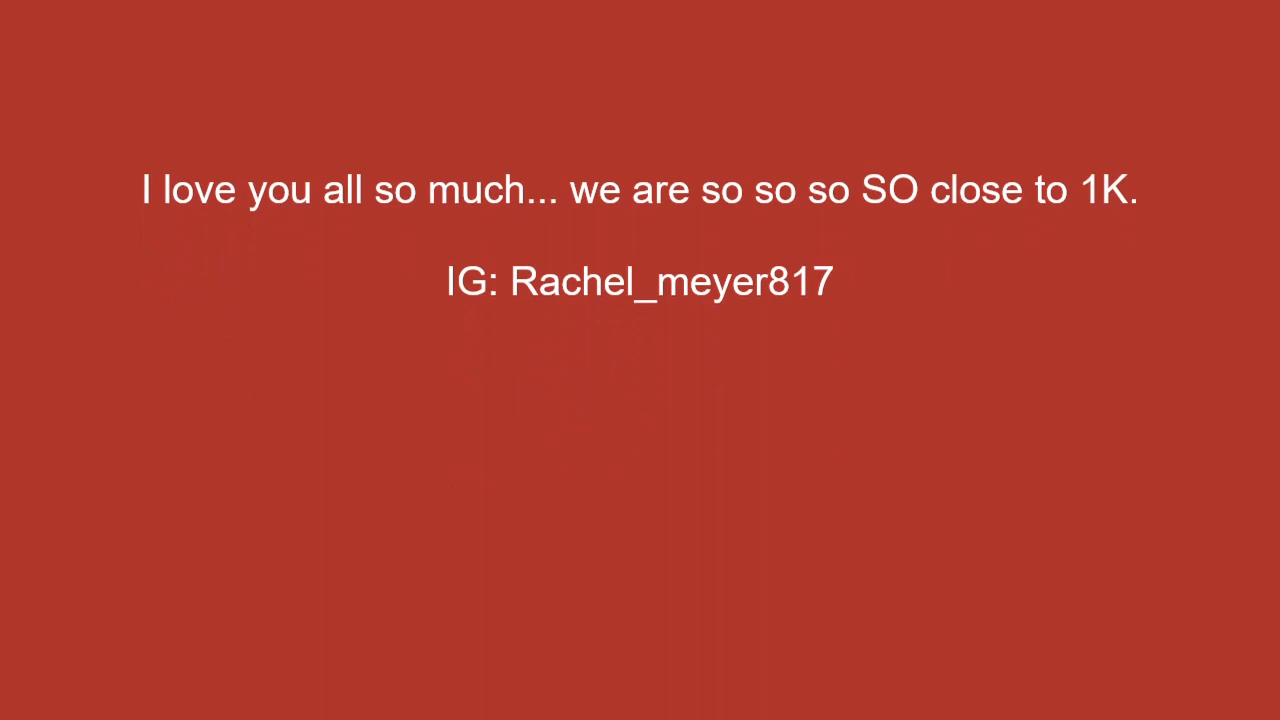 I love you all so much... we are so so so SO close to 1K.
IG: Rachel_meyer817